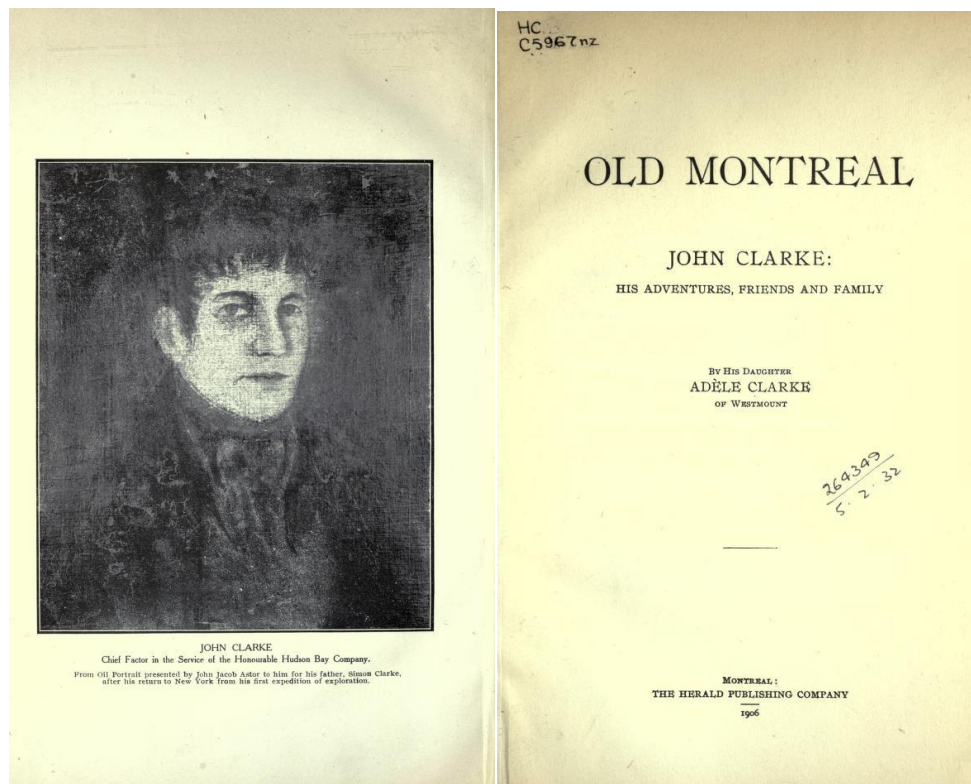 JOHN CLARKE
Chief Factor in the Service of the Honourable Hudson Bay Company.
From Oil Portrait presented by John Jacob Astor to him for his father, Simon Clarke,
after his return to New York from his first expedition of exploration.
HC
C5967nz
OLD MONTREAL
JOHN CLARKE:
HIS ADVENTURES, FRIENDS AND FAMILY
BY HIS DAUGHTER
ADÈLE CLARKE
OF WESTMOUNT
264349
5. 2. 32
MONTREAL:
THE HERALD PUBLISHING COMPANY
1906